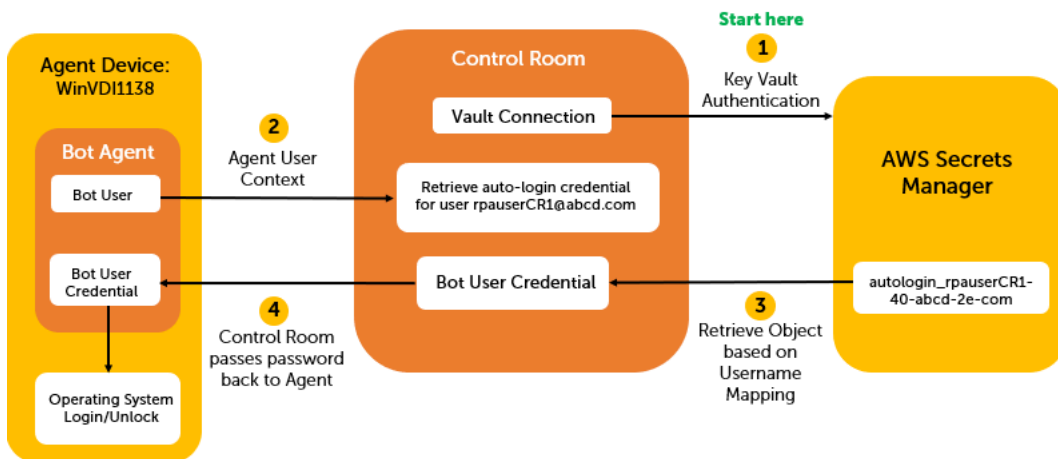 Start here
1
Key Vault
Authentication
Agent Device:
WinVDI1138
Control Room
Vault Connection
2
Agent User
Context
Bot Agent
Bot User
Retrieve auto-login credential
for user rpauserCR1@abcd.com
AWS Secrets
Manager
Bot User
Credential
Bot User Credential
autologin_rpauserCR1-
40-abcd-2e-com
3
Retrieve Object
based on
Username
Mapping
4
Control Room
passes password
back to Agent
Operating System
Login/Unlock